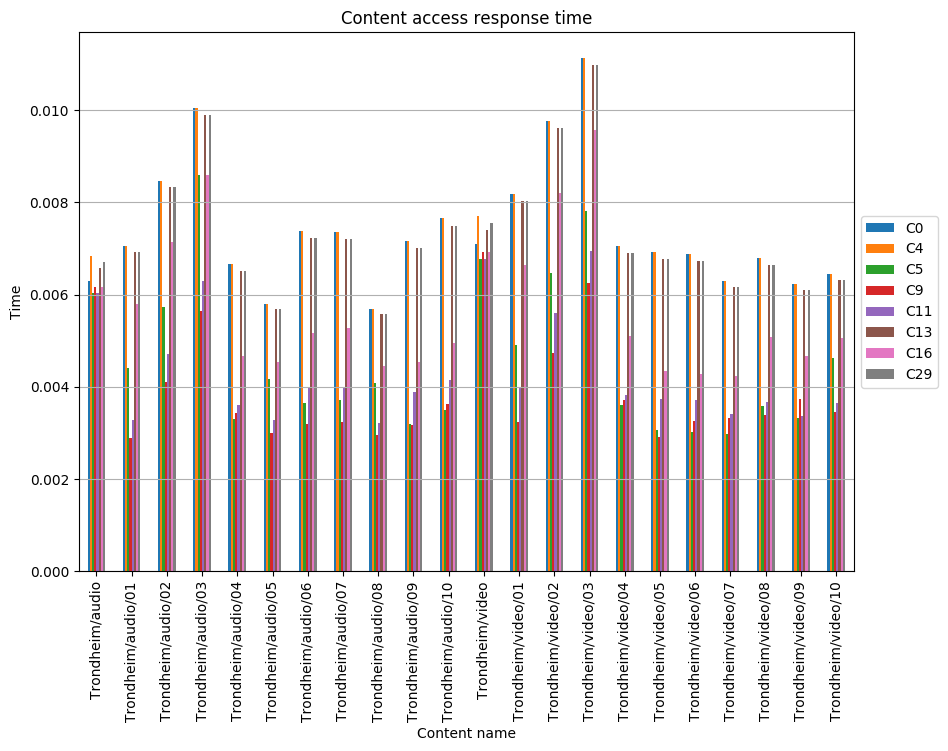 Content access response time
Time
0.010
0.008
0.006
0.004
0.002
0.000
Trondheim/audio
Trondheim/audio/01
Trondheim/audio/02
Trondheim/audio/03
Trondheim/audio/04
Trondheim/audio/05
Trondheim/audio/06
Trondheim/audio/07
Trondheim/audio/08
Trondheim/audio/09
Trondheim/audio/10
Trondheim/video
Trondheim/video/01
Trondheim/video/02
Trondheim/video/03
Trondheim/video/04
Trondheim/video/05
Trondheim/video/06
Trondheim/video/07
Trondheim/video/08
Trondheim/video/09
Trondheim/video/10
Content name
C0
C4
C5
C9
C11
C13
C16
C29